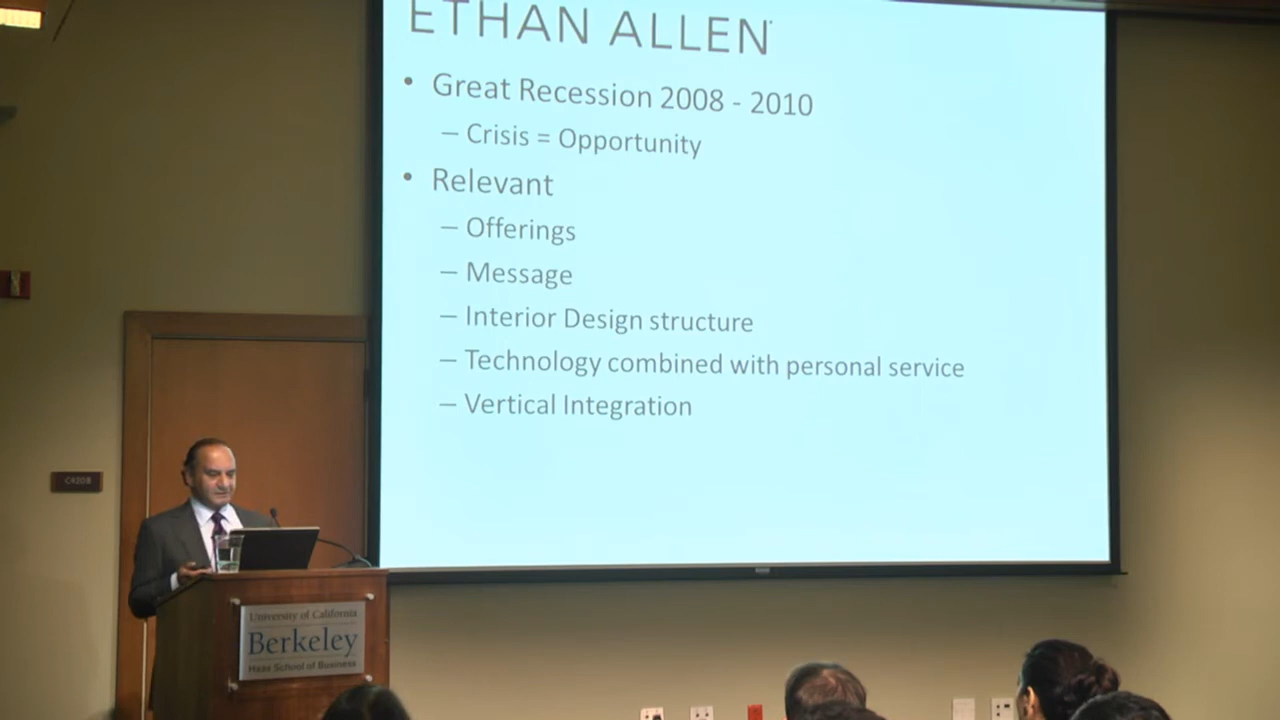 ETHAN ALLEN
• Great Recession 2008 - 2010
– Crisis = Opportunity
• Relevant
– Offerings
– Message
– Interior Design structure
– Technology combined with personal service
– Vertical Integration
C420B
University of California
Berkeley
Haas School of Business